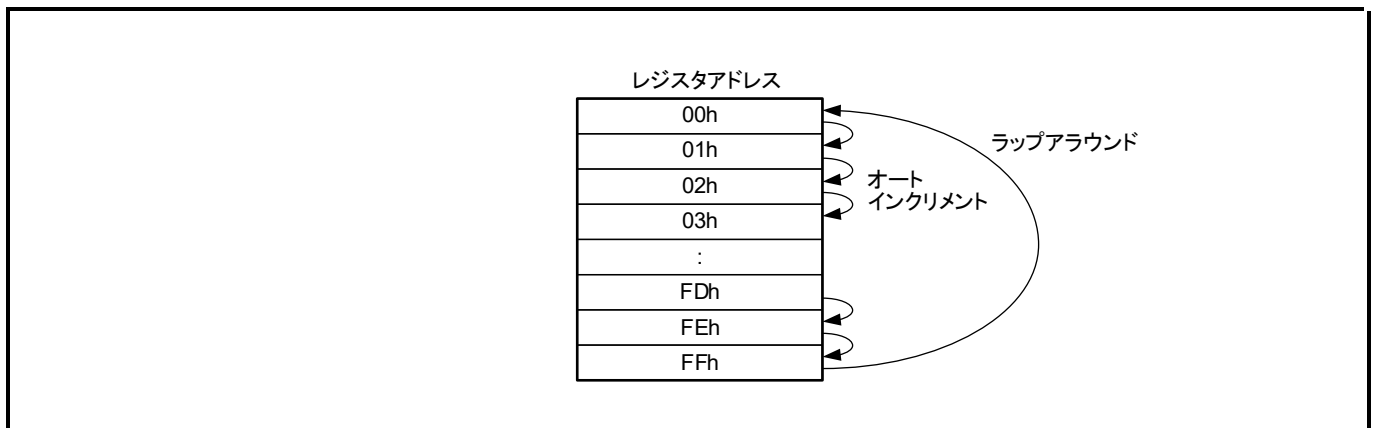 レジスタアドレス
00h
01h
02h
03h
:
FDh
FEh
FFh
オート
インクリメント
ラップアラウンド